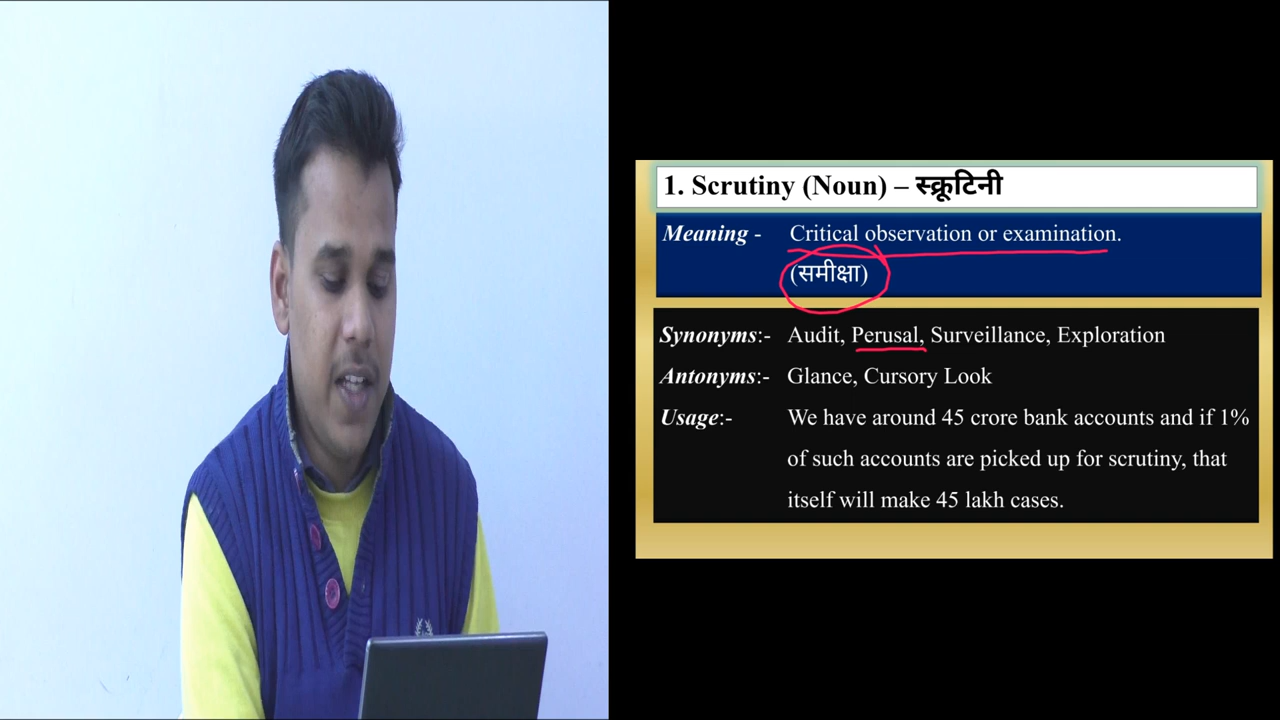 1. Scrutiny (Noun) – स्क्रूटिनी
Meaning - Critical observation or examination.
(समीक्षा)
Synonyms:- Audit, Perusal, Surveillance, Exploration
Antonyms:- Glance, Cursory Look
Usage:- We have around 45 crore bank accounts and if 1%
of such accounts are picked up for scrutiny, that
itself will make 45 lakh cases.